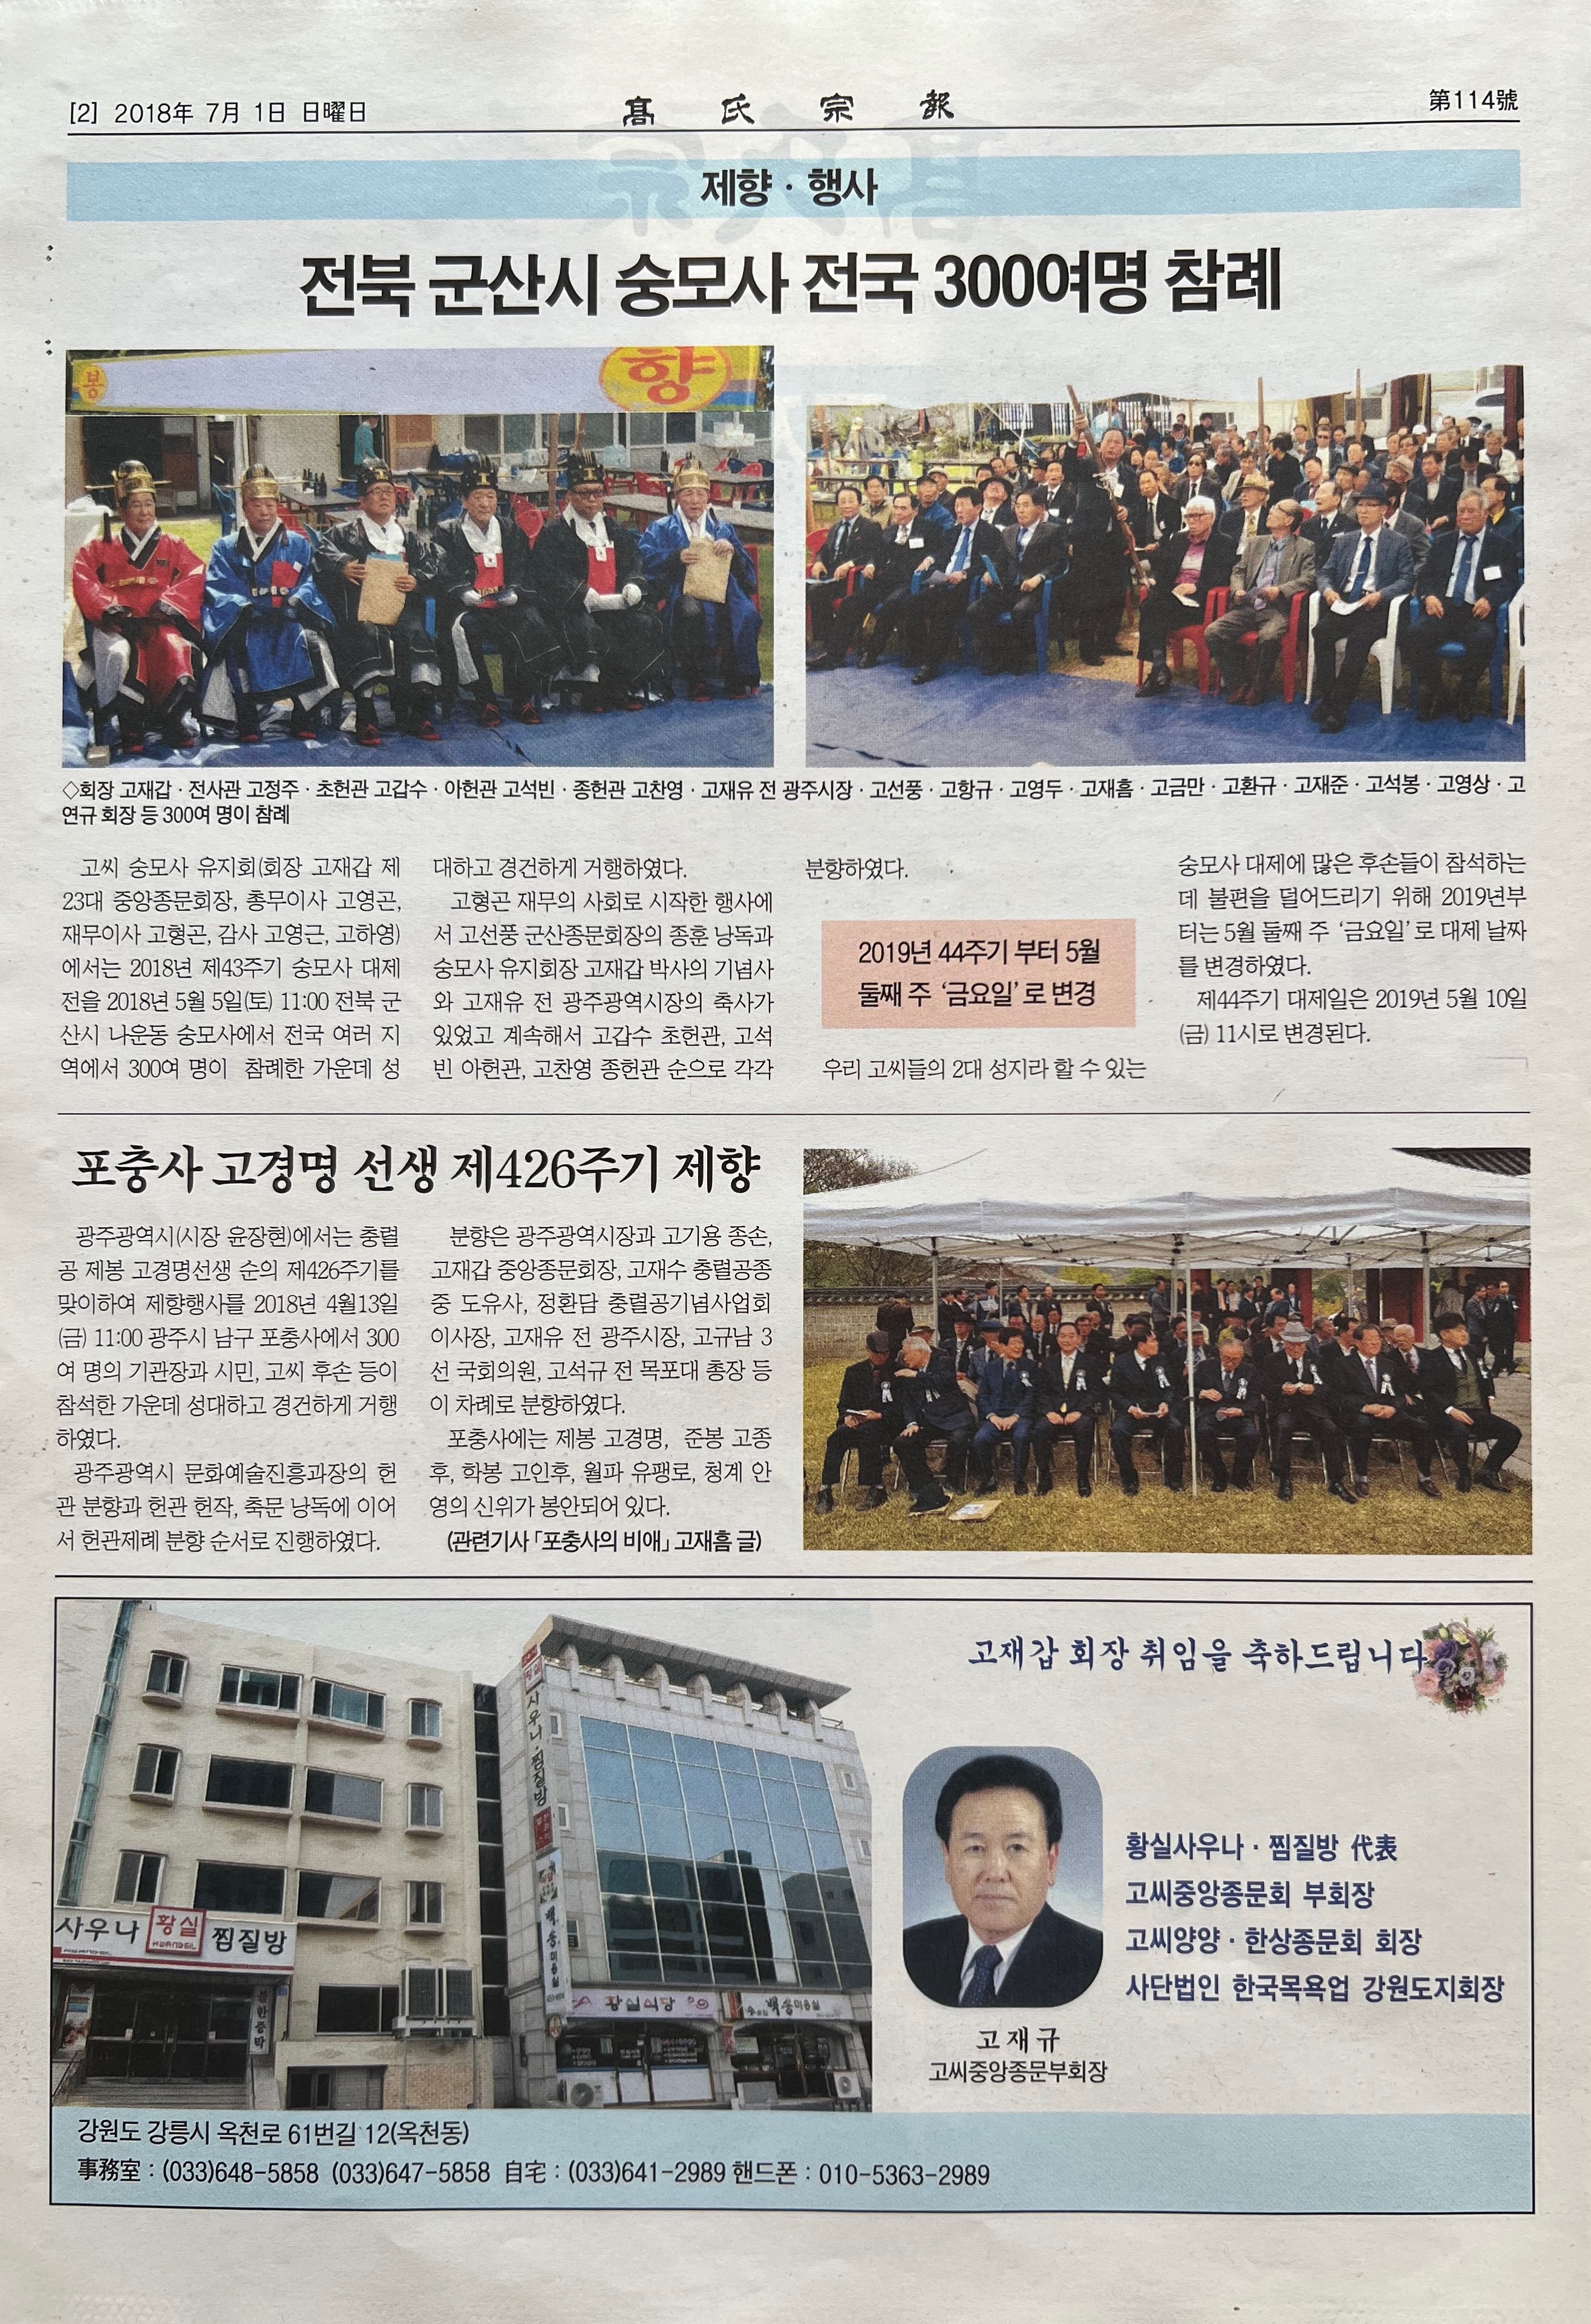 [2] 2018年 7月 1日 日曜日
髙氏宗報
第114號
제향 · 행사
전북 군산시 숭모사 전국 300여명 참례
봉
향
◇회장 고재갑 · 전사관 고정주 · 초헌관 고갑수 · 아헌관 고석빈 · 종헌관 고찬영 · 고재유 전 광주시장 · 고선풍 · 고항규 · 고영두 · 고재흠 · 고금만 · 고환규 · 고재준 · 고석봉 · 고영상 · 고
연규 회장 등 300여 명이 참례
고씨 숭모사 유지회(회장 고재갑 제
23대 중앙종문회장, 총무이사 고영곤,
재무이사 고형곤, 감사 고영근, 고하영)
에서는 2018년 제43주기 숭모사 대제
전을 2018년 5월 5일(토) 11:00 전북 군
산시 나운동 숭모사에서 전국 여러 지
역에서 300여 명이 참례한 가운데 성
대하고 경건하게 거행하였다.
고형곤 재무의 사회로 시작한 행사에
서 고선풍 군산종문회장의 종훈 낭독과
숭모사 유지회장 고재갑 박사의 기념사
와 고재유 전 광주광역시장의 축사가
있었고 계속해서 고갑수 초헌관, 고석
빈 아헌관, 고찬영 종헌관 순으로 각각
분향하였다.
2019년 44주기 부터 5월
둘째 주 ‘금요일’로 변경
우리 고씨들의 2대 성지라 할 수 있는
숭모사 대제에 많은 후손들이 참석하는
데 불편을 덜어드리기 위해 2019년부
터는 5월 둘째 주 ‘금요일’로 대제 날짜
를 변경하였다.
제44주기 대제일은 2019년 5월 10일
(금) 11시로 변경된다.
포충사 고경명 선생 제426주기 제향
광주광역시(시장 윤장현)에서는 충렬
공 제봉 고경명선생 순의 제426주기를
맞이하여 제향행사를 2018년 4월13일
(금) 11:00 광주시 남구 포충사에서 300
여 명의 기관장과 시민, 고씨 후손 등이
참석한 가운데 성대하고 경건하게 거행
하였다.
광주광역시 문화예술진흥과장의 헌
관 분향과 헌관 헌작, 축문 낭독에 이어
서 헌관제례 분향 순서로 진행하였다.
분향은 광주광역시장과 고기용 종손,
고재갑 중앙종문회장, 고재수 충렬공종
중 도유사, 정환담 충렬공기념사업회
이사장, 고재유 전 광주시장, 고규남 3
선 국회의원, 고석규 전 목포대 총장 등
이 차례로 분향하였다.
포충사에는 제봉 고경명, 준봉 고종
후, 학봉 고인후, 월파 유팽로, 청계 안
영의 신위가 봉안되어 있다.
(관련기사 「포충사의 비애」 고재흠 글)
고재갑 회장 취임을 축하드립니다
황실
사우나 · 찜질방
백송미용실
사우나 황실 찜질방
HWANGSIL
불한증막
황실식당
백송미용실
황실사우나 · 찜질방 代表
고씨중앙종문회 부회장
고씨양양 · 한상종문회 회장
사단법인 한국목욕업 강원도지회장
고재규
고씨중앙종문부회장
강원도 강릉시 옥천로 61번길 12(옥천동)
事務室 : (033)648-5858 (033)647-5858 自宅 : (033)641-2989 핸드폰 : 010-5363-2989